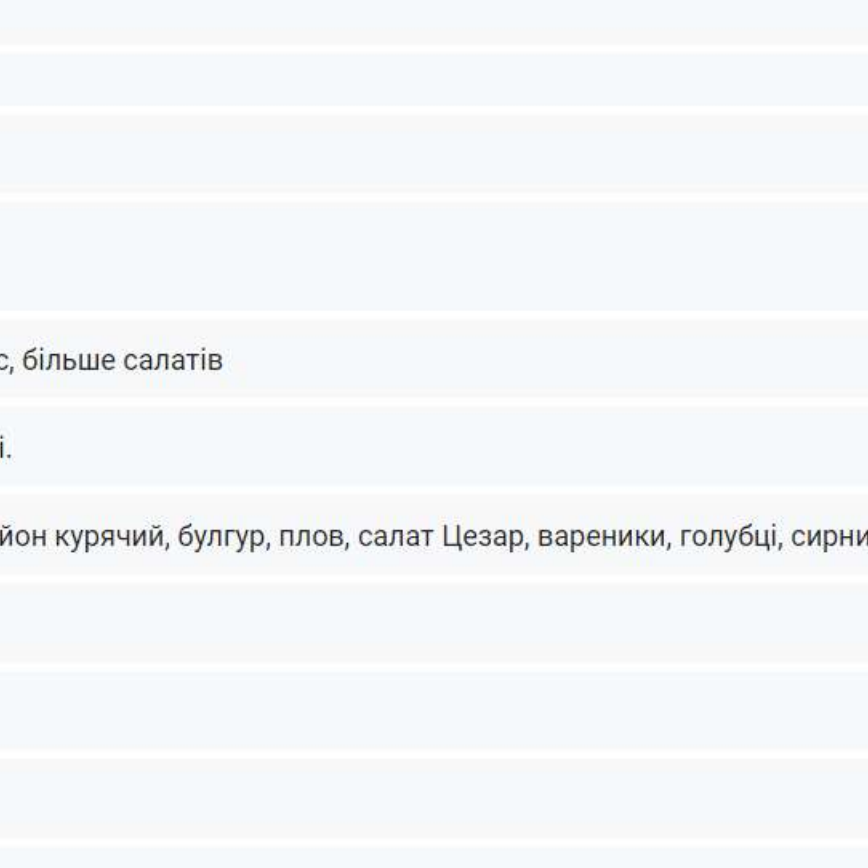 с, більше салатів
і.
йон курячий, булгур, плов, салат Цезар, вареники, голубці, сирни